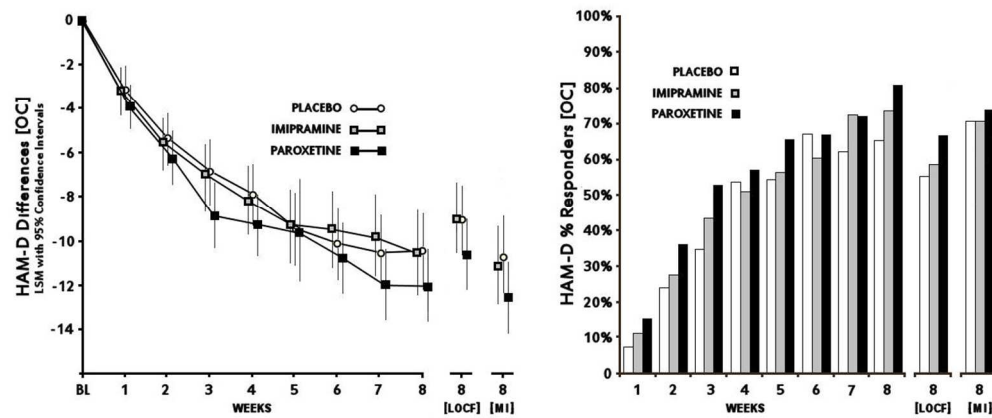 HAM-D Differences [OC]
LSM with 95% Confidence Intervals
0
-2
-4
-6
-8
-10
-12
-14
PLACEBO
IMIPRAMINE
PAROXETINE
BL 1 2 3 4 5 6 7 8 8 8
WEEKS [LOCF] [MI]
HAM-D % Responders [OC]
100%
90%
80%
70%
60%
50%
40%
30%
20%
10%
PLACEBO
IMIPRAMINE
PAROXETINE
1 2 3 4 5 6 7 8 8 8
WEEKS [LOCF] [MI]